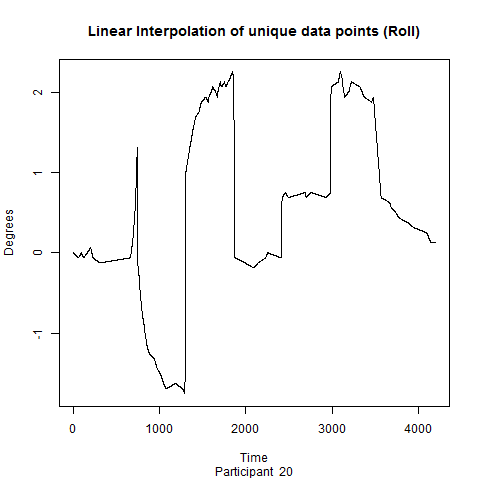 Linear Interpolation of unique data points (Roll)
2
1
0
-1
Degrees
0 1000 2000 3000 4000
Time
Participant 20